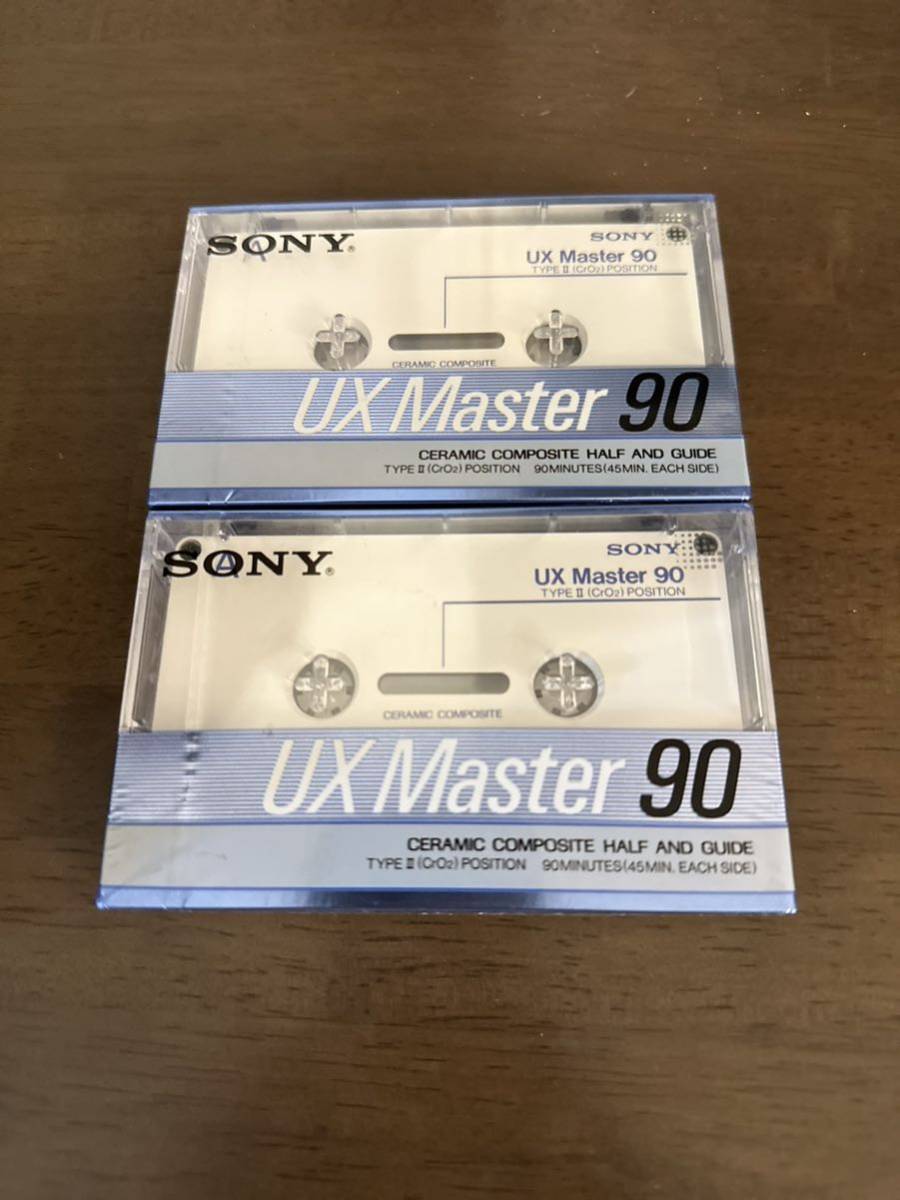 SONY®
A
SONY
UX Master 90
TYPE II (CrO2) POSITION
CERAMIC COMPOSITE
UX Master 90
CERAMIC COMPOSITE HALF AND GUIDE
TYPE II (CrO2) POSITION 90MINUTES(45MIN. EACH SIDE)
SONY®
A
SONY
UX Master 90
TYPE II (CrO2) POSITION
CERAMIC COMPOSITE
UX Master 90
CERAMIC COMPOSITE HALF AND GUIDE
TYPE II (CrO2) POSITION 90MINUTES(45MIN. EACH SIDE)